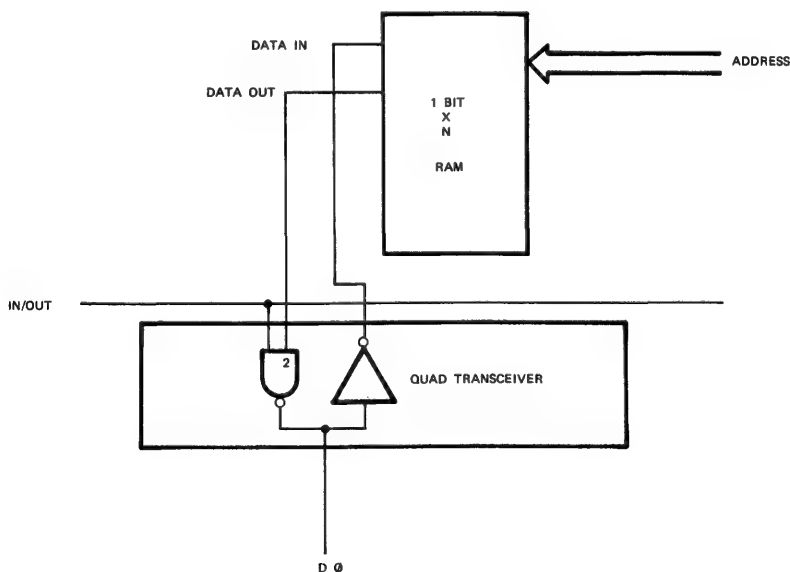 DATA IN
ADDRESS
DATA OUT
1 BIT
X
N
RAM
IN/OUT
2
QUAD TRANSCEIVER
D Ø